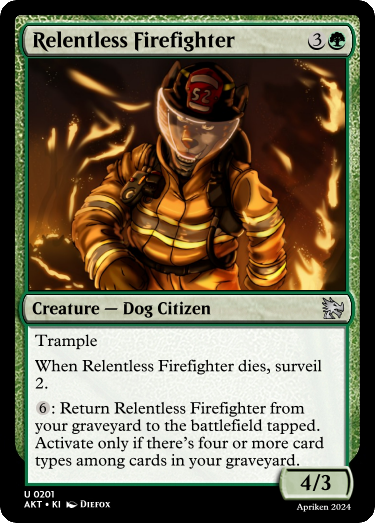 Relentless Firefighter 3
52
Creature — Dog Citizen
Trample
When Relentless Firefighter dies, surveil
2.
6: Return Relentless Firefighter from
your graveyard to the battlefield tapped.
Activate only if there's four or more card
types among cards in your graveyard.
4/3
U 0201
AKT • KI Diefox
Apriken 2024